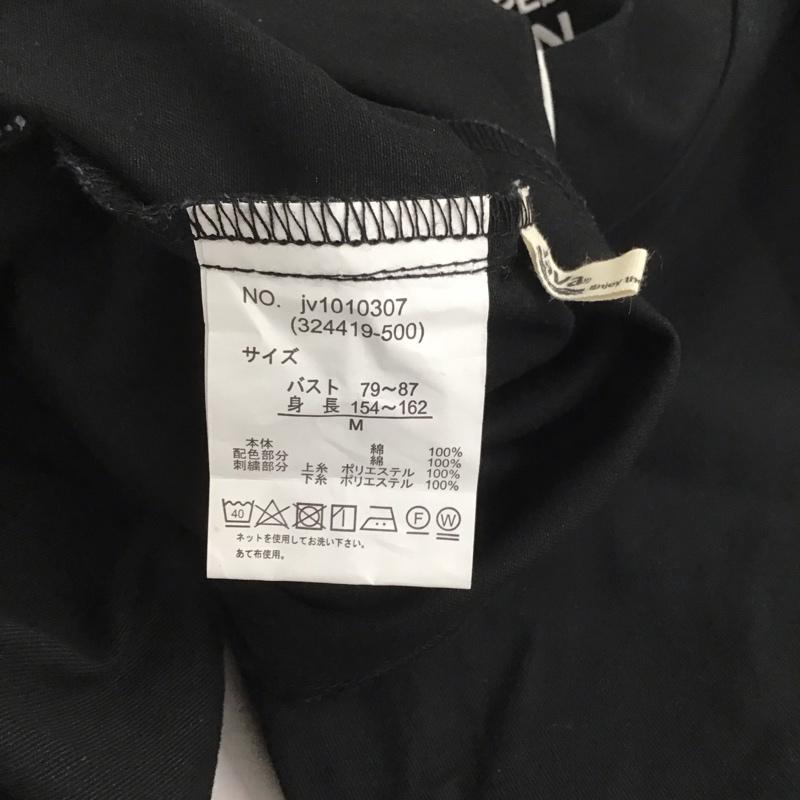 NO. jv1010307
(324419-500)
サイズ
バスト 79～87
身 長 154～162
M
本体 綿 100%
配色部分 綿 100%
刺繍部分 上糸 ポリエステル 100%
下糸 ポリエステル 100%
40
F W
ネットを使用してお洗い下さい。
あて布使用。
Enjoy